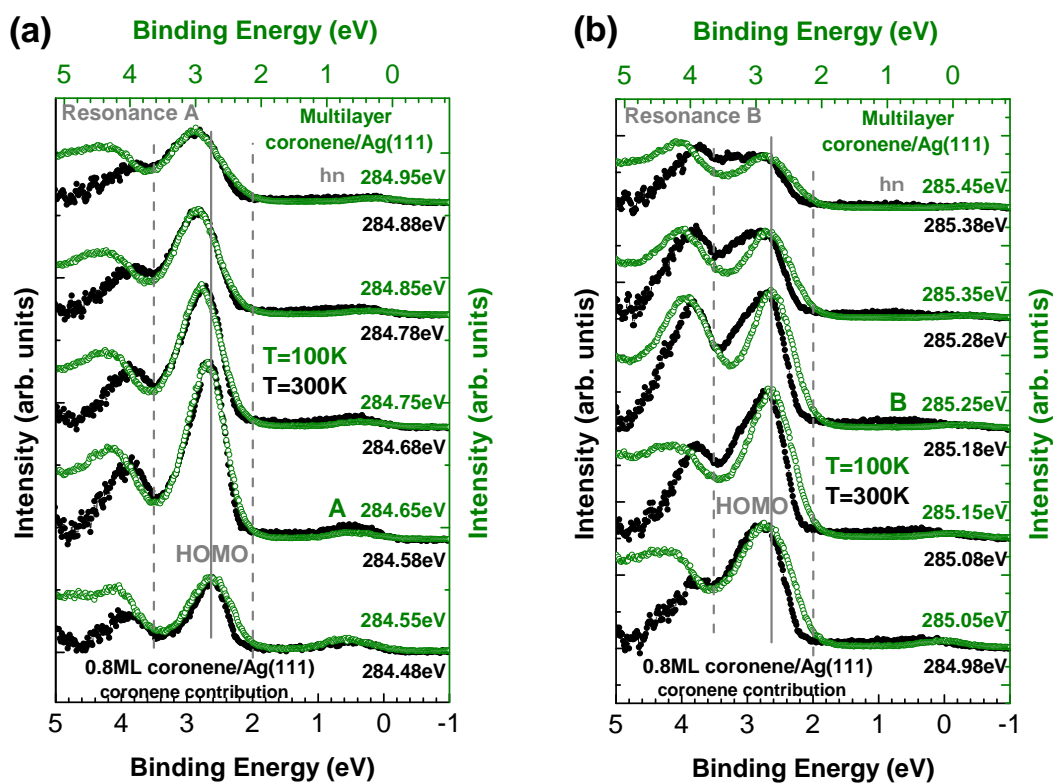 (a)
Binding Energy (eV)
5 4 3 2 1 0
Resonance A
Multilayer
coronene/Ag(111)
hn
284.95eV
284.88eV
284.85eV
284.78eV
T=100K
T=300K
284.75eV
284.68eV
A
284.65eV
284.58eV
HOMO
284.55eV
284.48eV
0.8ML coronene/Ag(111)
coronene contribution
5 4 3 2 1 0 -1
Binding Energy (eV)
Intensity (arb. units)
Intensity (arb. untis)
(b)
Binding Energy (eV)
5 4 3 2 1 0
Resonance B
Multilayer
coronene/Ag(111)
hn
285.45eV
285.38eV
285.35eV
285.28eV
B
285.25eV
285.18eV
T=100K
T=300K
285.15eV
285.08eV
HOMO
285.05eV
284.98eV
0.8ML coronene/Ag(111)
coronene contribution
5 4 3 2 1 0 -1
Binding Energy (eV)
Intensity (arb. units)
Intensity (arb. untis)